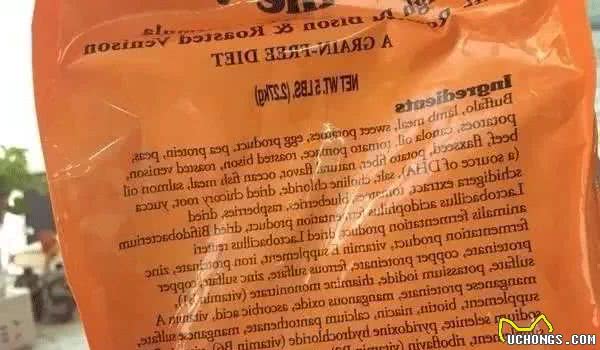 Bison & Roasted Venison
A GRAIN-FREE DIET
NET WT. 5 LBS. (2.27kg)
Ingredients
Buffalo, lamb meal, sweet potatoes, egg product, pea protein, peas,
potatoes, canola oil, tomato pomace, roasted bison, roasted venison,
beef, flaxseed, potato fiber, natural flavor, ocean fish meal, salmon oil
(a source of DHA), salt, choline chloride, dried chicory root, yucca
schidigera extract, tomatoes, blueberries, raspberries, dried
Lactobacillus acidophilus fermentation product, dried Bifidobacterium
animalis fermentation product, dried Lactobacillus reuteri
fermentation product, vitamin E supplement, iron proteinate, zinc
proteinate, copper proteinate, ferrous sulfate, zinc sulfate, copper
sulfate, potassium iodide, thiamine mononitrate (vitamin B1),
manganese proteinate, manganous oxide, ascorbic acid, vitamin A
supplement, biotin, niacin, calcium pantothenate, manganese sulfate,
sodium selenite, pyridoxine hydrochloride (vitamin B6), vitamin
riboflavin (vitamin
UCHONGS.COM